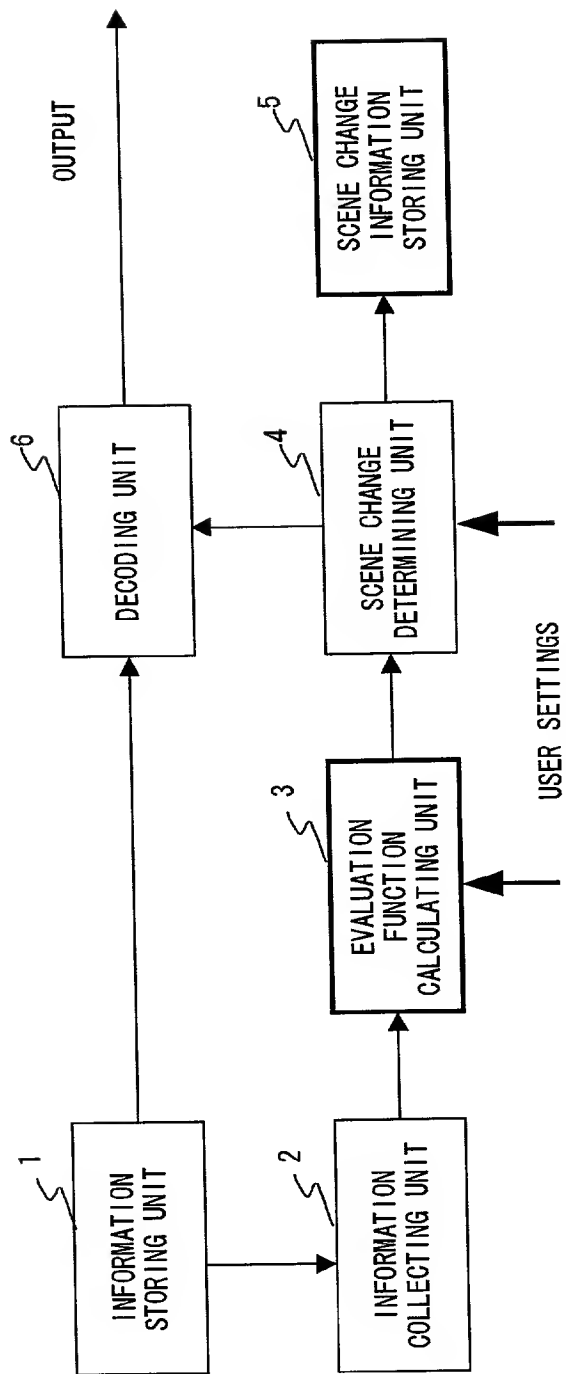 OUTPUT
6
DECODING UNIT
1
INFORMATION
STORING UNIT
5
SCENE CHANGE
INFORMATION
STORING UNIT
4
SCENE CHANGE
DETERMINING UNIT
3
EVALUATION
FUNCTION
CALCULATING UNIT
2
INFORMATION
COLLECTING UNIT
USER SETTINGS